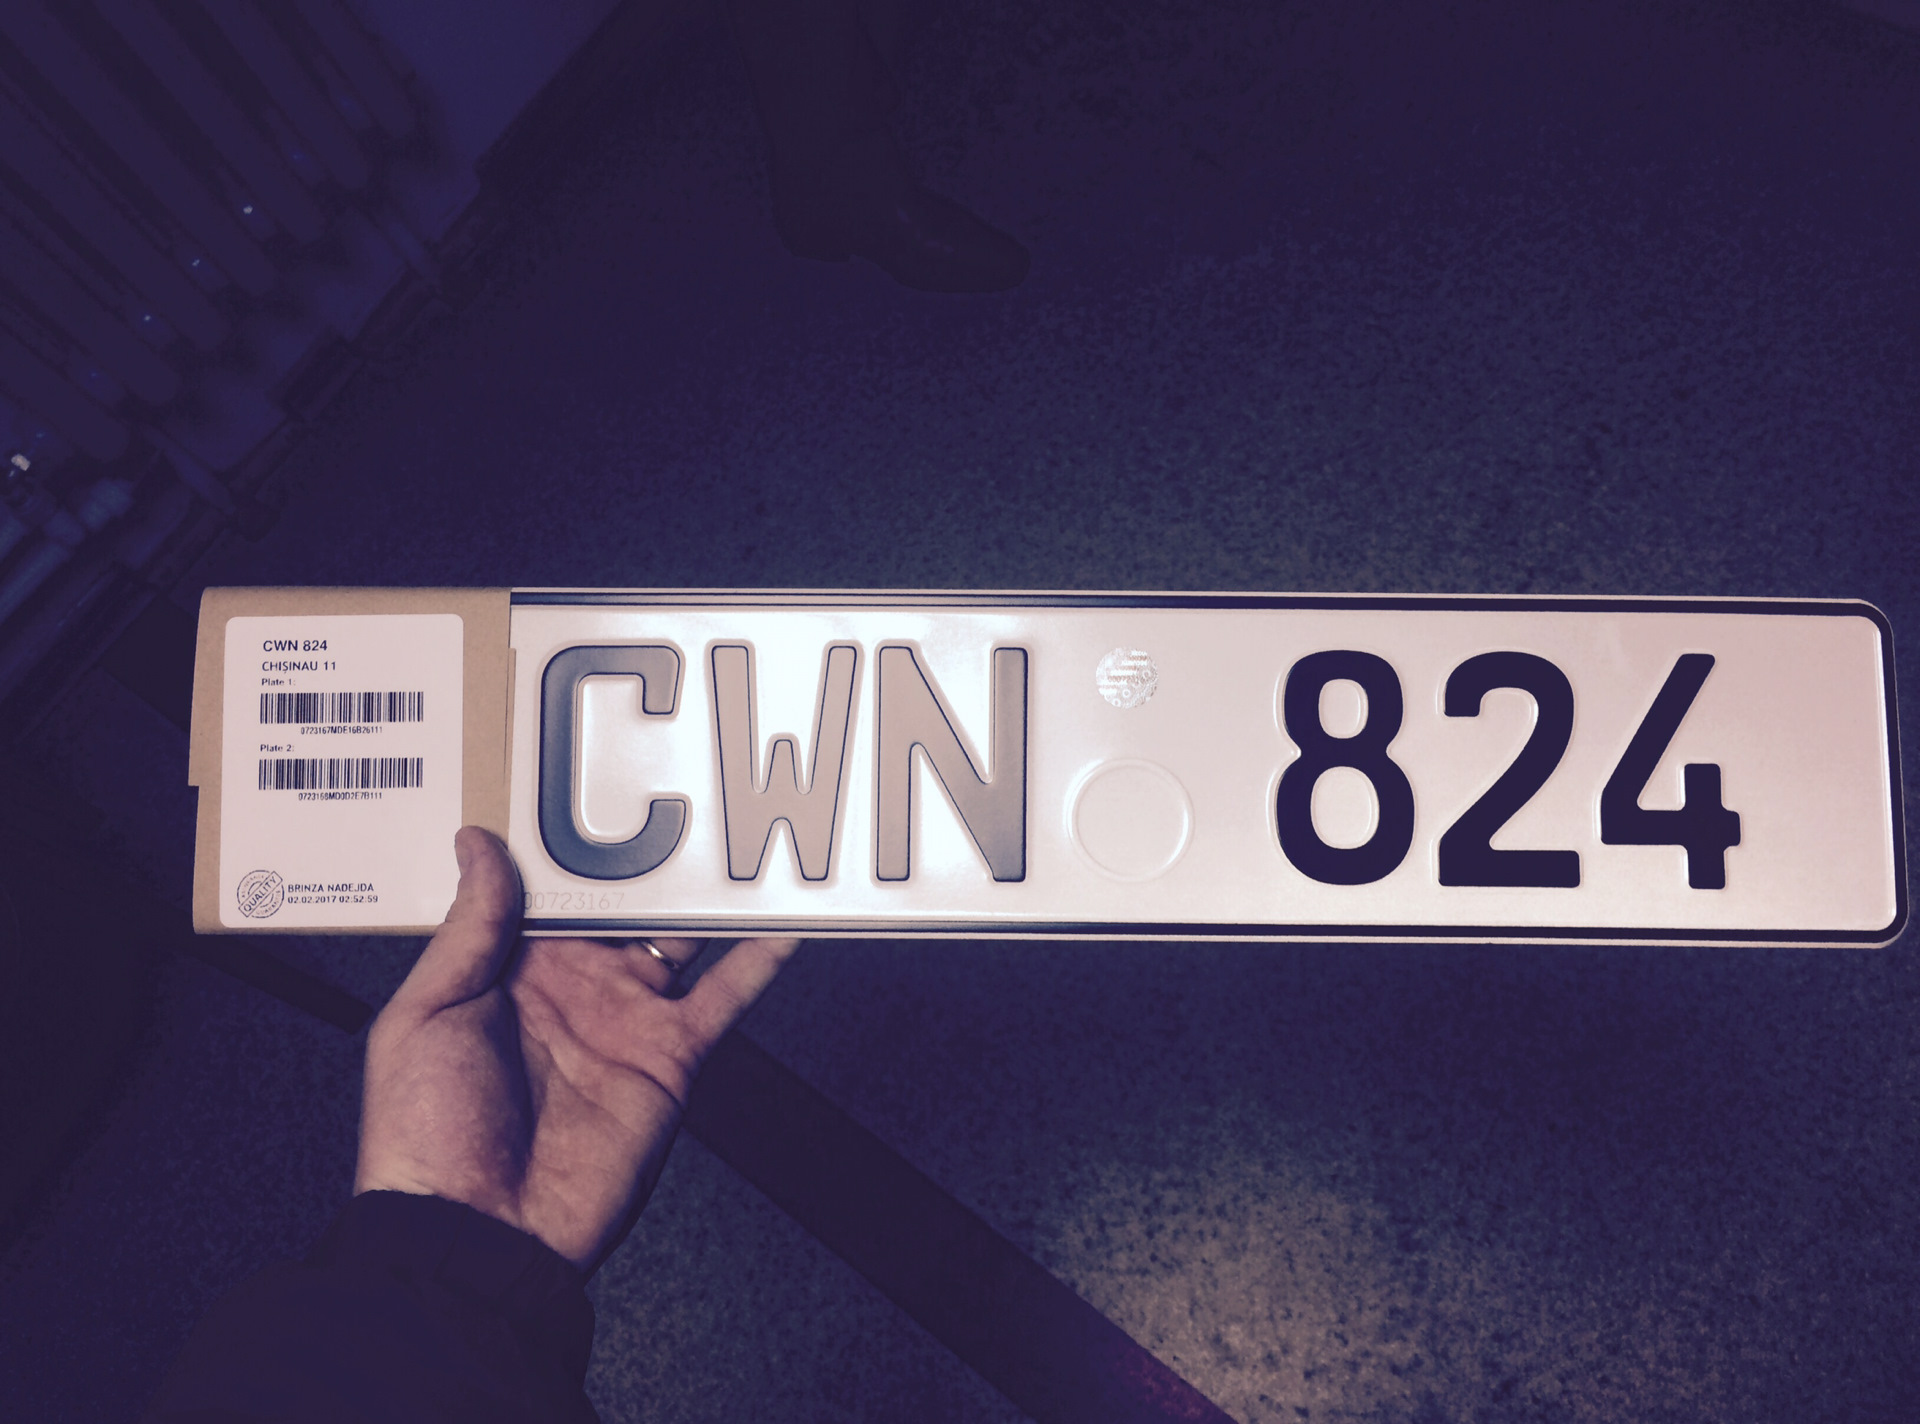 CWN 824
CHIȘINAU 11
Plate 1:
0723167MDE16B26111
Plate 2:
0723168MD0D2E7B111
QUALITY
BRINZA NADEJDA
02.02.2017 02:52:59
CWN 824
00723167